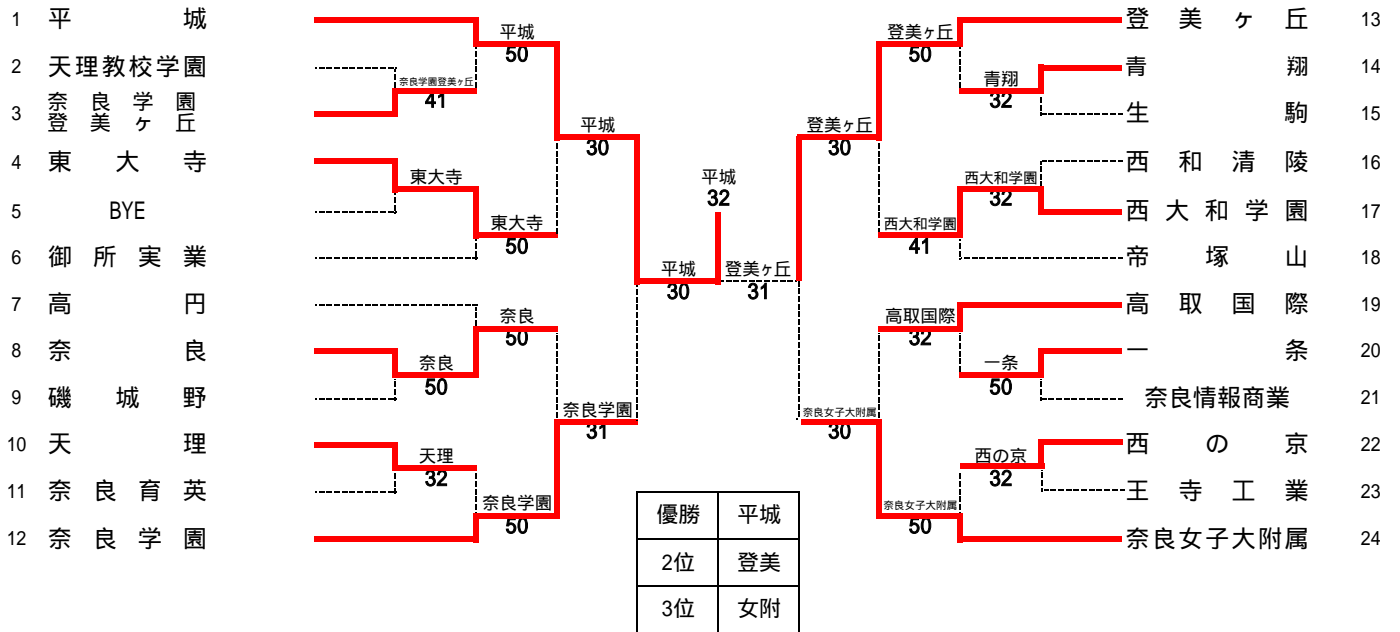 1 平城
2 天理教校学園
3 奈良学園
登美ヶ丘
4 東大寺
5 BYE
6 御所実業
7 高円
8 奈良
9 磯城野
10 天理
11 奈良育英
12 奈良学園
奈良学園登美ヶ丘
41
東大寺
奈良
50
天理
32
平城
50
東大寺
50
奈良
50
奈良学園
50
平城
30
奈良学園
31
平城
30
平城
32
登美ヶ丘
31
登美ヶ丘
30
奈良女子大附属
30
登美ヶ丘
50
西大和学園
41
高取国際
32
奈良女子大附属
50
青翔
32
西大和学園
32
一条
50
西の京
32
登美ヶ丘 13
青翔 14
生駒 15
西和清陵 16
西大和学園 17
帝塚山 18
高取国際 19
一条 20
奈良情報商業 21
西の京 22
王寺工業 23
奈良女子大附属 24
優勝 平城
2位 登美
3位 女附